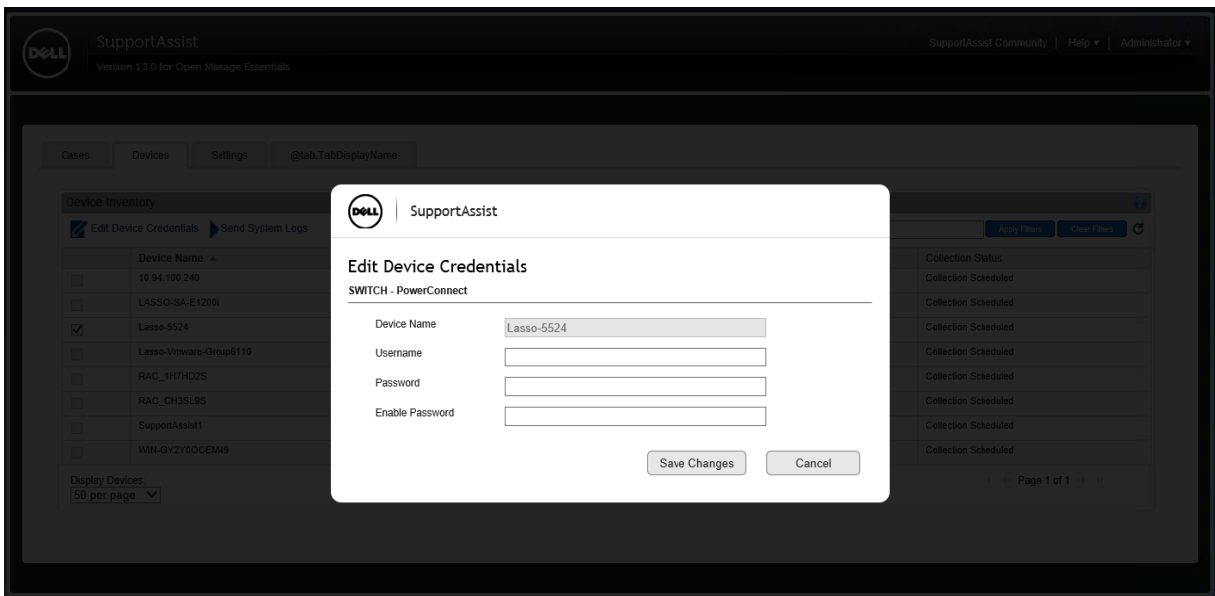 DELL
SupportAssist
Version 1.3.0 for Open Manage Essentials
SupportAssist Community | Help ▾ | Administrator ▾
Cases Devices Settings @tab.TabDisplayName
Device Inventory
Edit Device Credentials Send System Logs
Apply Filters Clear Filters
Device Name Collection Status
10.94.100.240 Collection Scheduled
LASSO-SA-E1200i Collection Scheduled
Lasso-5524 Collection Scheduled
Lasso-Vmware-Group6110 Collection Scheduled
RAC_1H7HD2S Collection Scheduled
RAC_CH3SL9S Collection Scheduled
SupportAssist1 Collection Scheduled
WIN-GY2Y0OCEM49 Collection Scheduled
Display Devices:
50 per page
Page 1 of 1
DELL
SupportAssist
Edit Device Credentials
SWITCH - PowerConnect
Device Name Lasso-5524
Username
Password
Enable Password
Save Changes Cancel